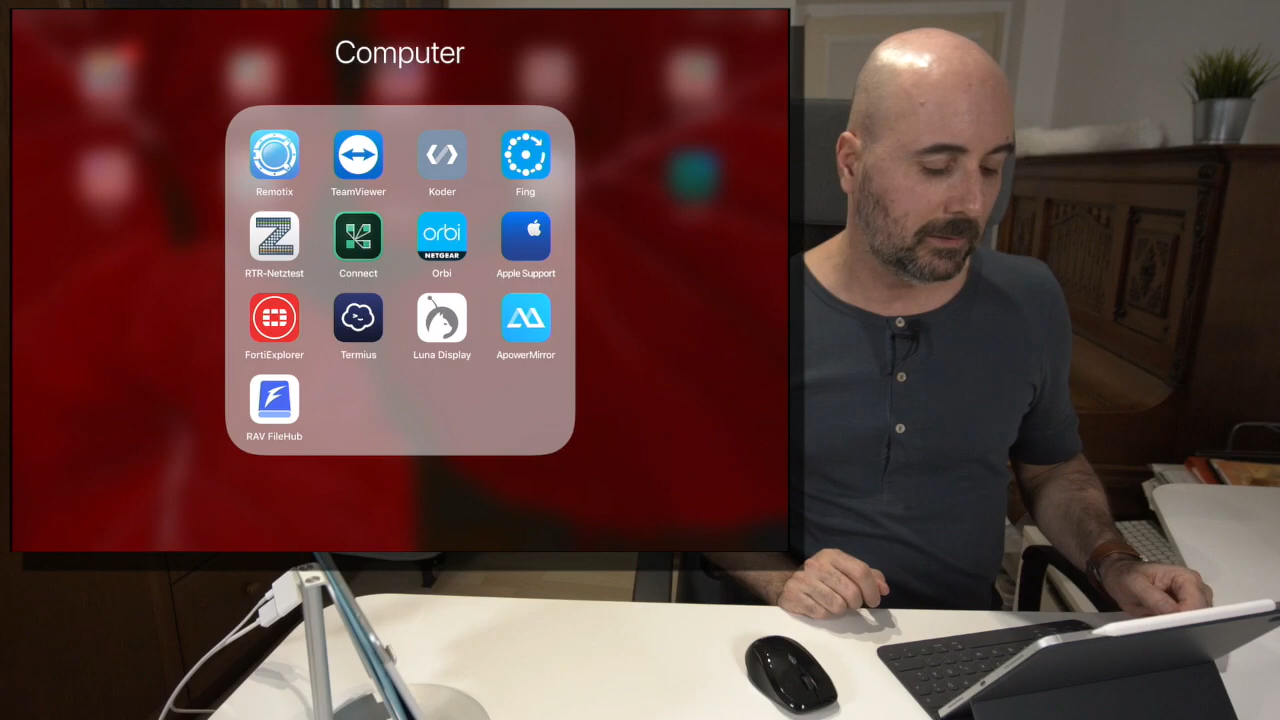 Computer
Remotix TeamViewer Koder Fing
orbi
NETGEAR
RTR-Netztest Connect Orbi Apple Support
FortiExplorer Termius Luna Display ApowerMirror
RAV FileHub